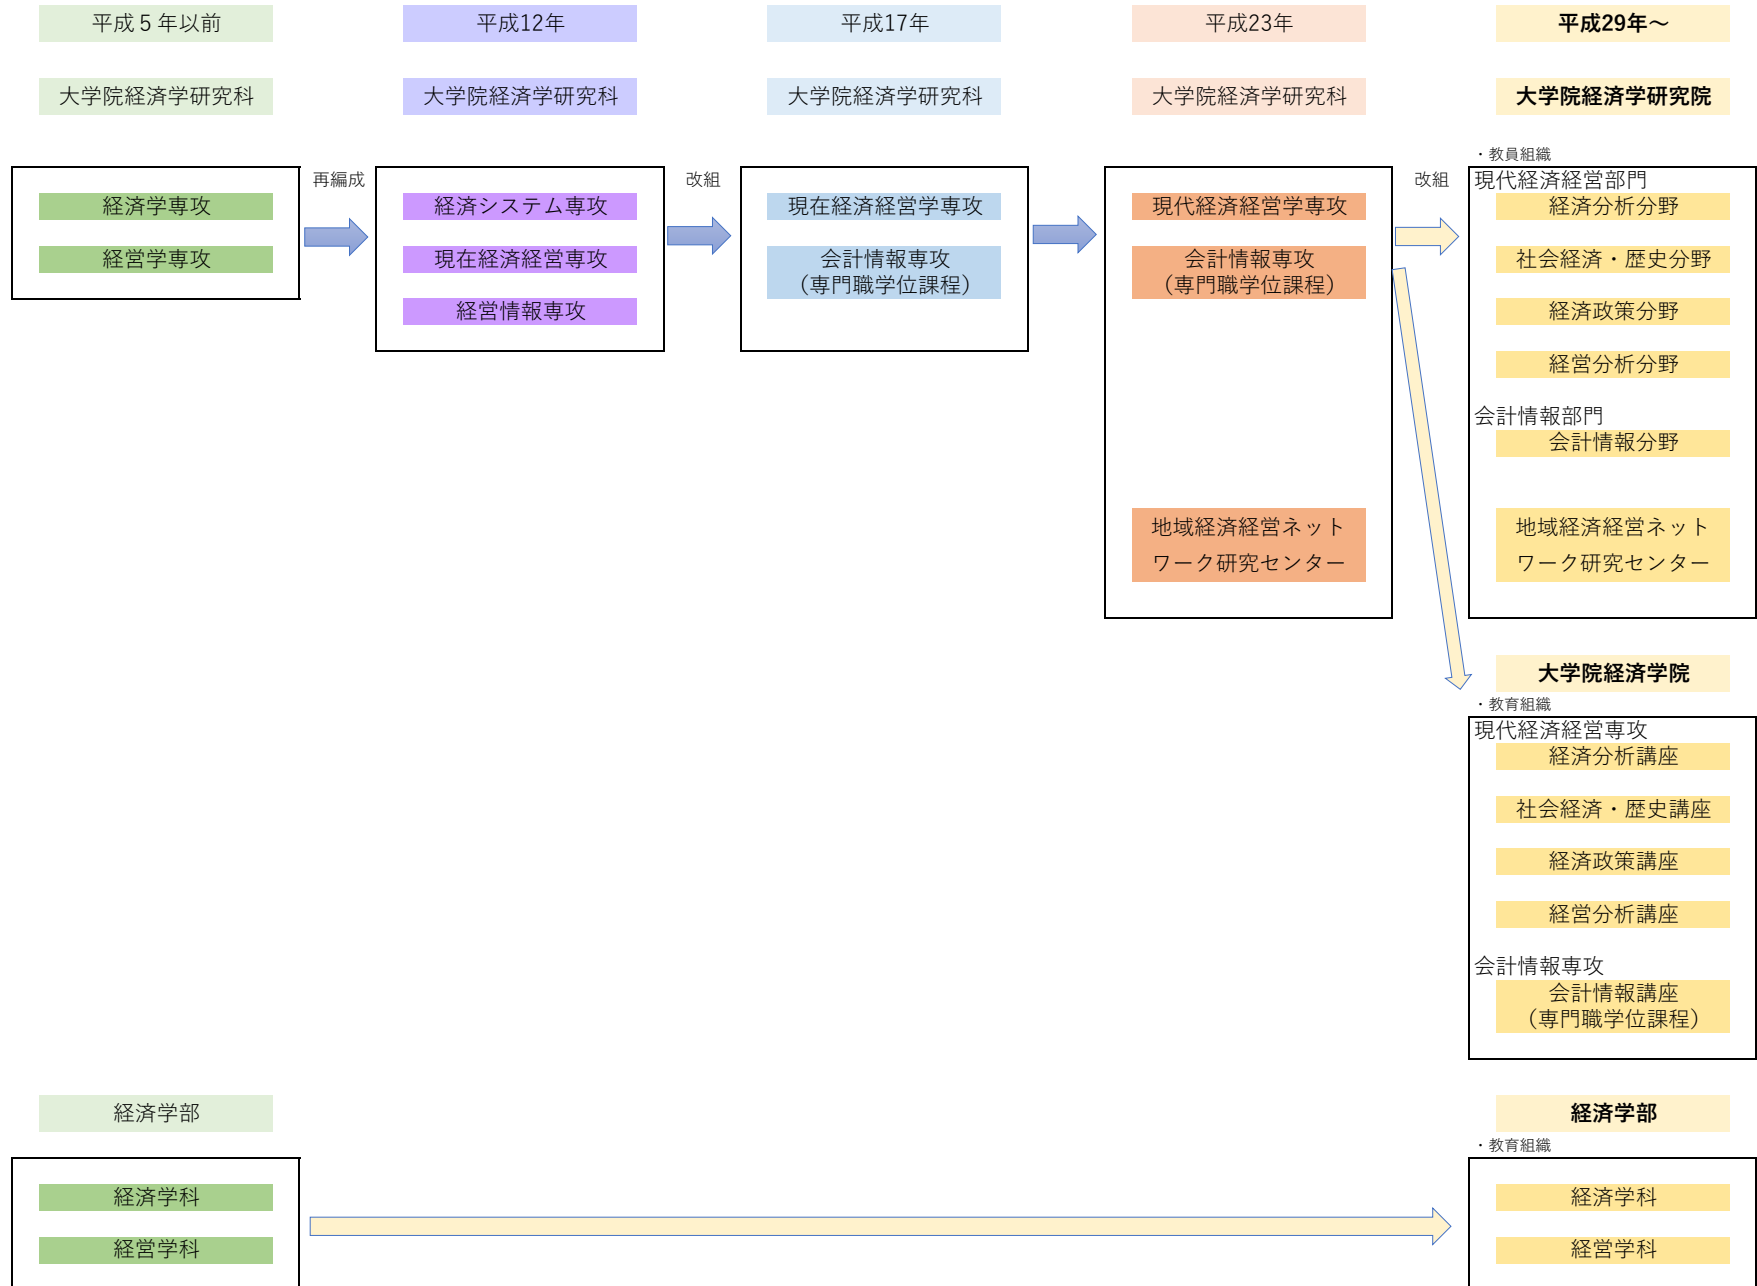 平成５年以前
平成12年
平成17年
平成23年
平成29年～
大学院経済学研究科
大学院経済学研究科
大学院経済学研究科
大学院経済学研究科
大学院経済学研究院
・教員組織
経済学専攻
経営学専攻
再編成
経済システム専攻
現在経済経営専攻
経営情報専攻
改組
現在経済経営学専攻
会計情報専攻
（専門職学位課程）
現代経済経営学専攻
会計情報専攻
（専門職学位課程）
地域経済経営ネット
ワーク研究センター
改組
現代経済経営部門
経済分析分野
社会経済・歴史分野
経済政策分野
経営分析分野
会計情報部門
会計情報分野
地域経済経営ネット
ワーク研究センター
大学院経済学院
・教育組織
現代経済経営専攻
経済分析講座
社会経済・歴史講座
経済政策講座
経営分析講座
会計情報専攻
会計情報講座
（専門職学位課程）
経済学部
経済学科
経営学科
経済学部
・教育組織
経済学科
経営学科